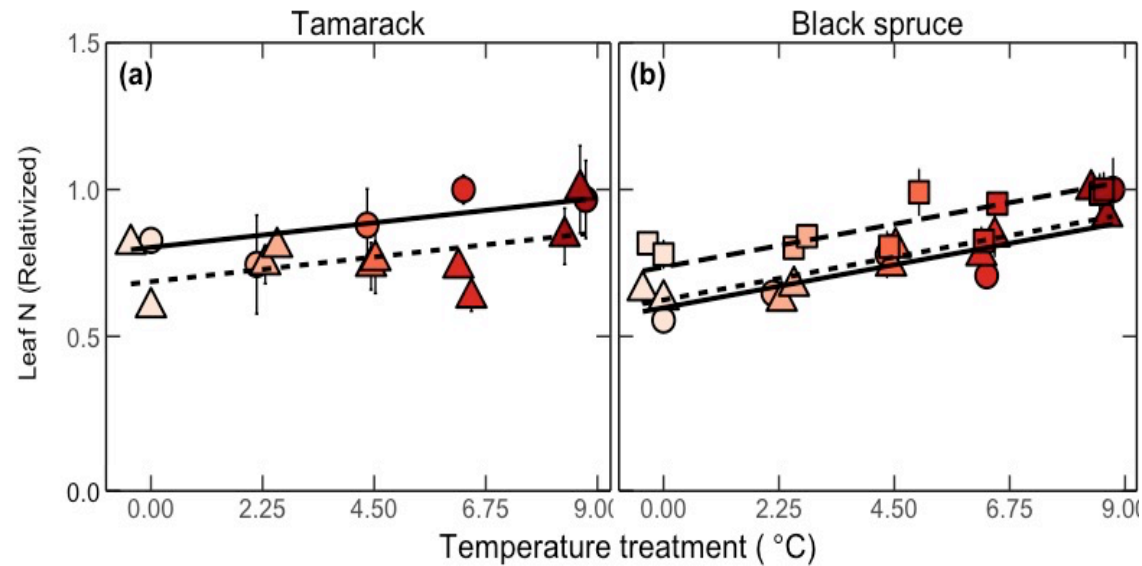 Tamarack
Black spruce
1.5
1.0
0.5
0.0
Leaf N (Relativized)
(a)
(b)
0.00 2.25 4.50 6.75 9.00
0.00 2.25 4.50 6.75 9.00
Temperature treatment ( °C)